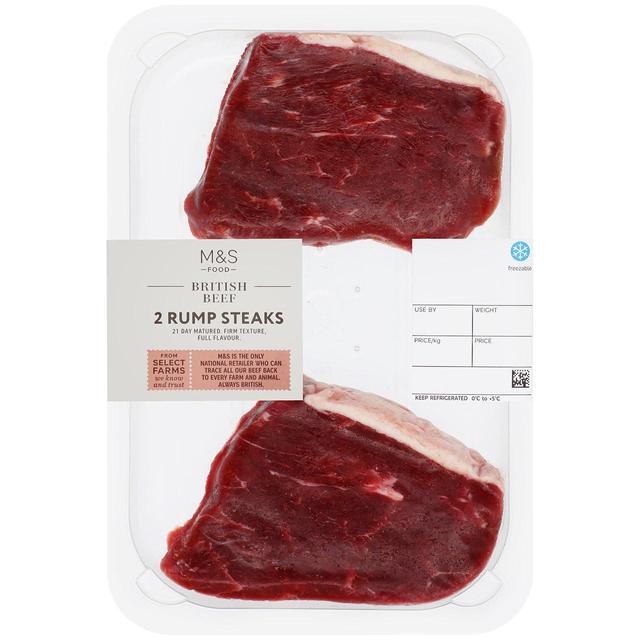 M&S
FOOD
BRITISH
BEEF
2 RUMP STEAKS
21 DAY MATURED. FIRM TEXTURE,
FULL FLAVOUR.
FROM
SELECT
FARMS
we know
and trust
M&S IS THE ONLY
NATIONAL RETAILER WHO CAN
TRACE ALL OUR BEEF BACK
TO EVERY FARM AND ANIMAL.
ALWAYS BRITISH.
freezable
USE BY
WEIGHT
PRICE/kg
PRICE
KEEP REFRIGERATED 0°C to +5°C